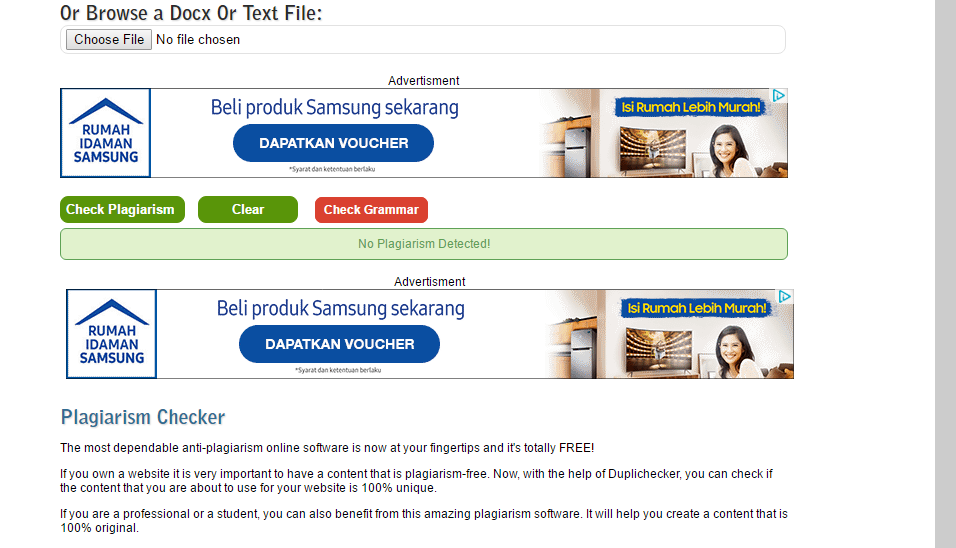 Or Browse a Docx Or Text File:
Choose File No file chosen
Advertisment
RUMAH
IDAMAN
SAMSUNG
Beli produk Samsung sekarang
DAPATKAN VOUCHER
*Syarat dan ketentuan berlaku
Isi Rumah Lebih Murah!
Check Plagiarism
Clear
Check Grammar
No Plagiarism Detected!
Advertisment
RUMAH
IDAMAN
SAMSUNG
Beli produk Samsung sekarang
DAPATKAN VOUCHER
*Syarat dan ketentuan berlaku
Isi Rumah Lebih Murah!
Plagiarism Checker
The most dependable anti-plagiarism online software is now at your fingertips and it's totally FREE!
If you own a website it is very important to have a content that is plagiarism-free. Now, with the help of Duplichecker, you can check if
the content that you are about to use for your website is 100% unique.
If you are a professional or a student, you can also benefit from this amazing plagiarism software. It will help you create a content that is
100% original.